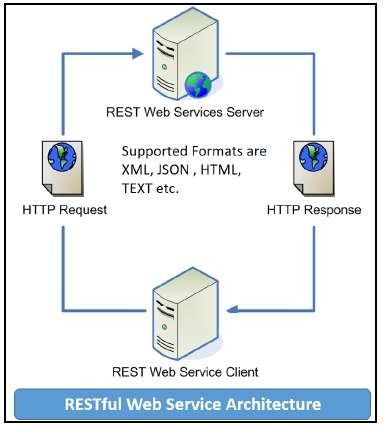 REST Web Services Server
Supported Formats are
XML, JSON , HTML,
TEXT etc.
HTTP Request
HTTP Response
REST Web Service Client
RESTful Web Service Architecture